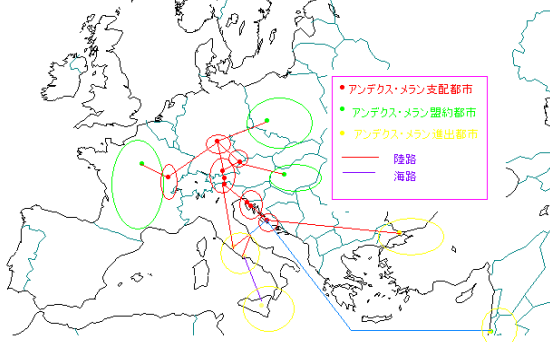 アンデクス・メラン支配都市
アンデクス・メラン盟約都市
アンデクス・メラン進出都市
陸路
海路